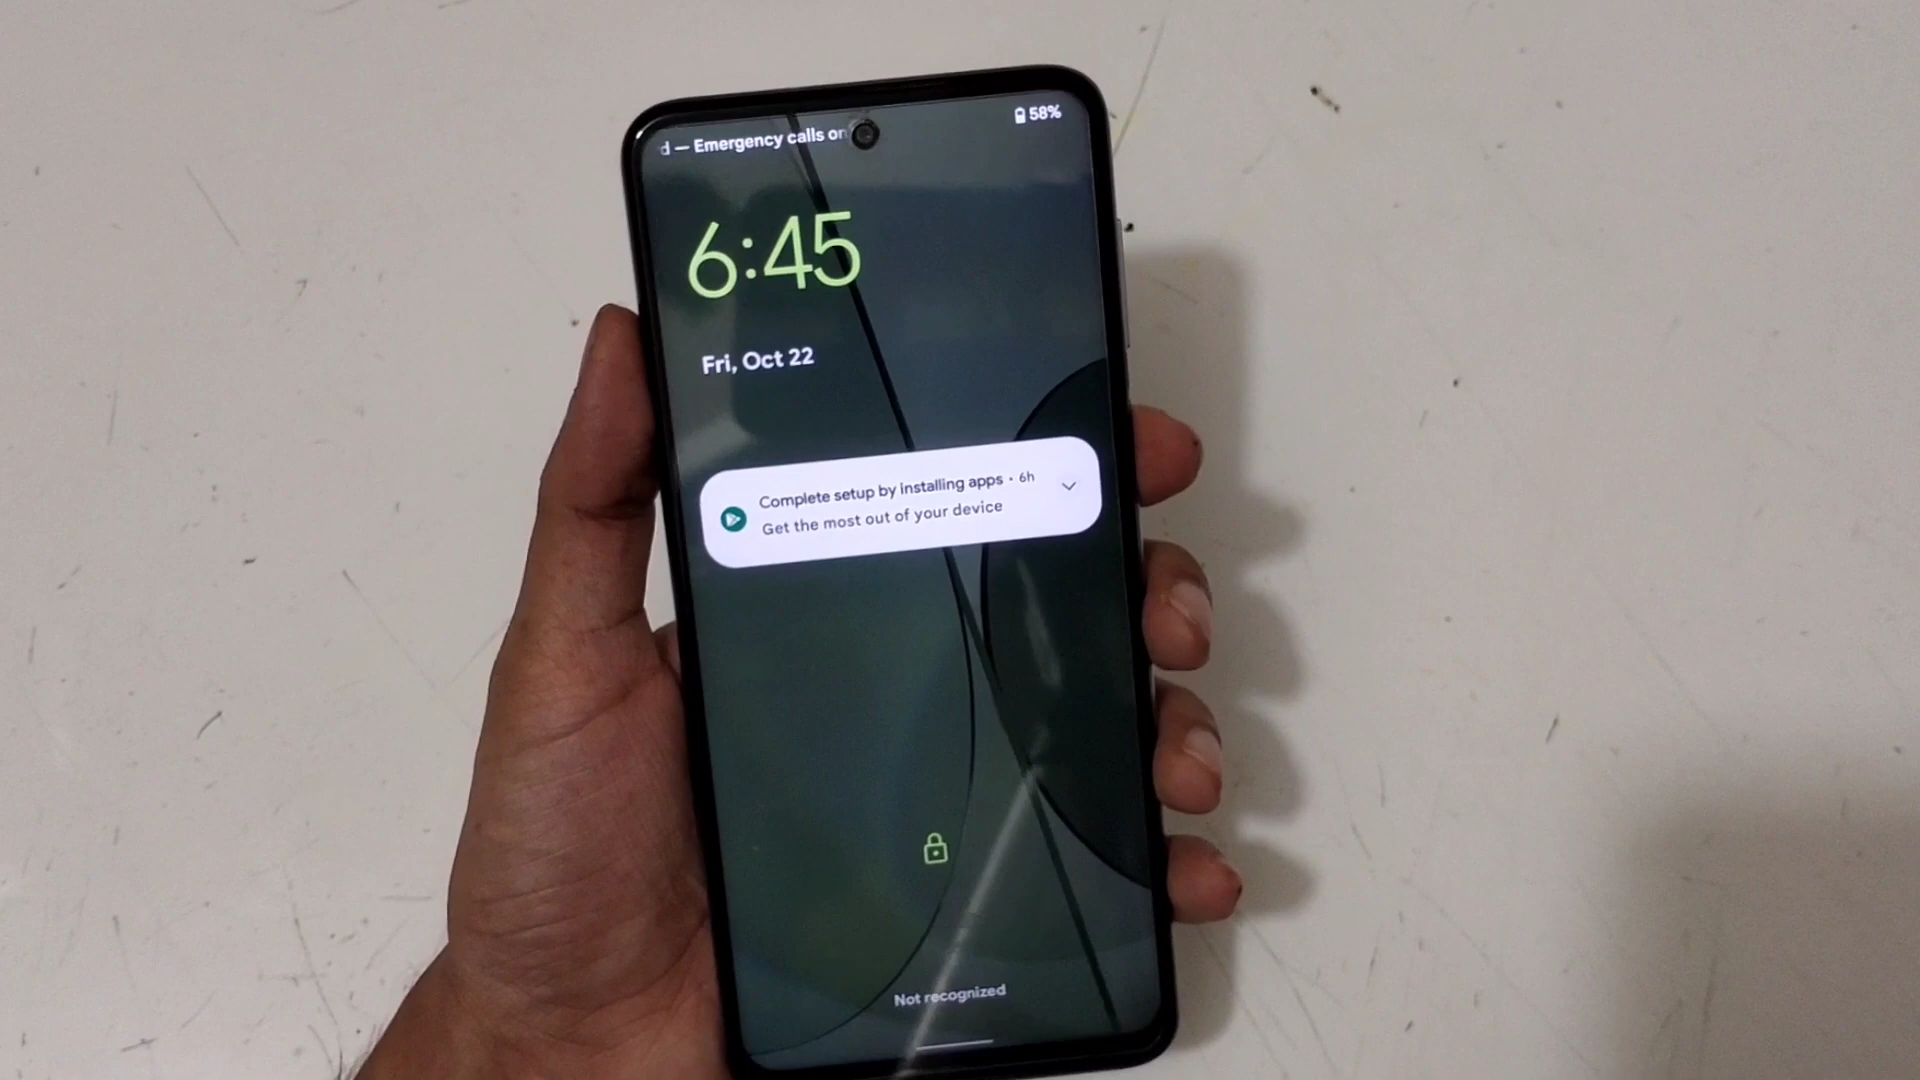 d — Emergency calls on
58%
6:45
Fri, Oct 22
Complete setup by installing apps • 6h
Get the most out of your device
Not recognized